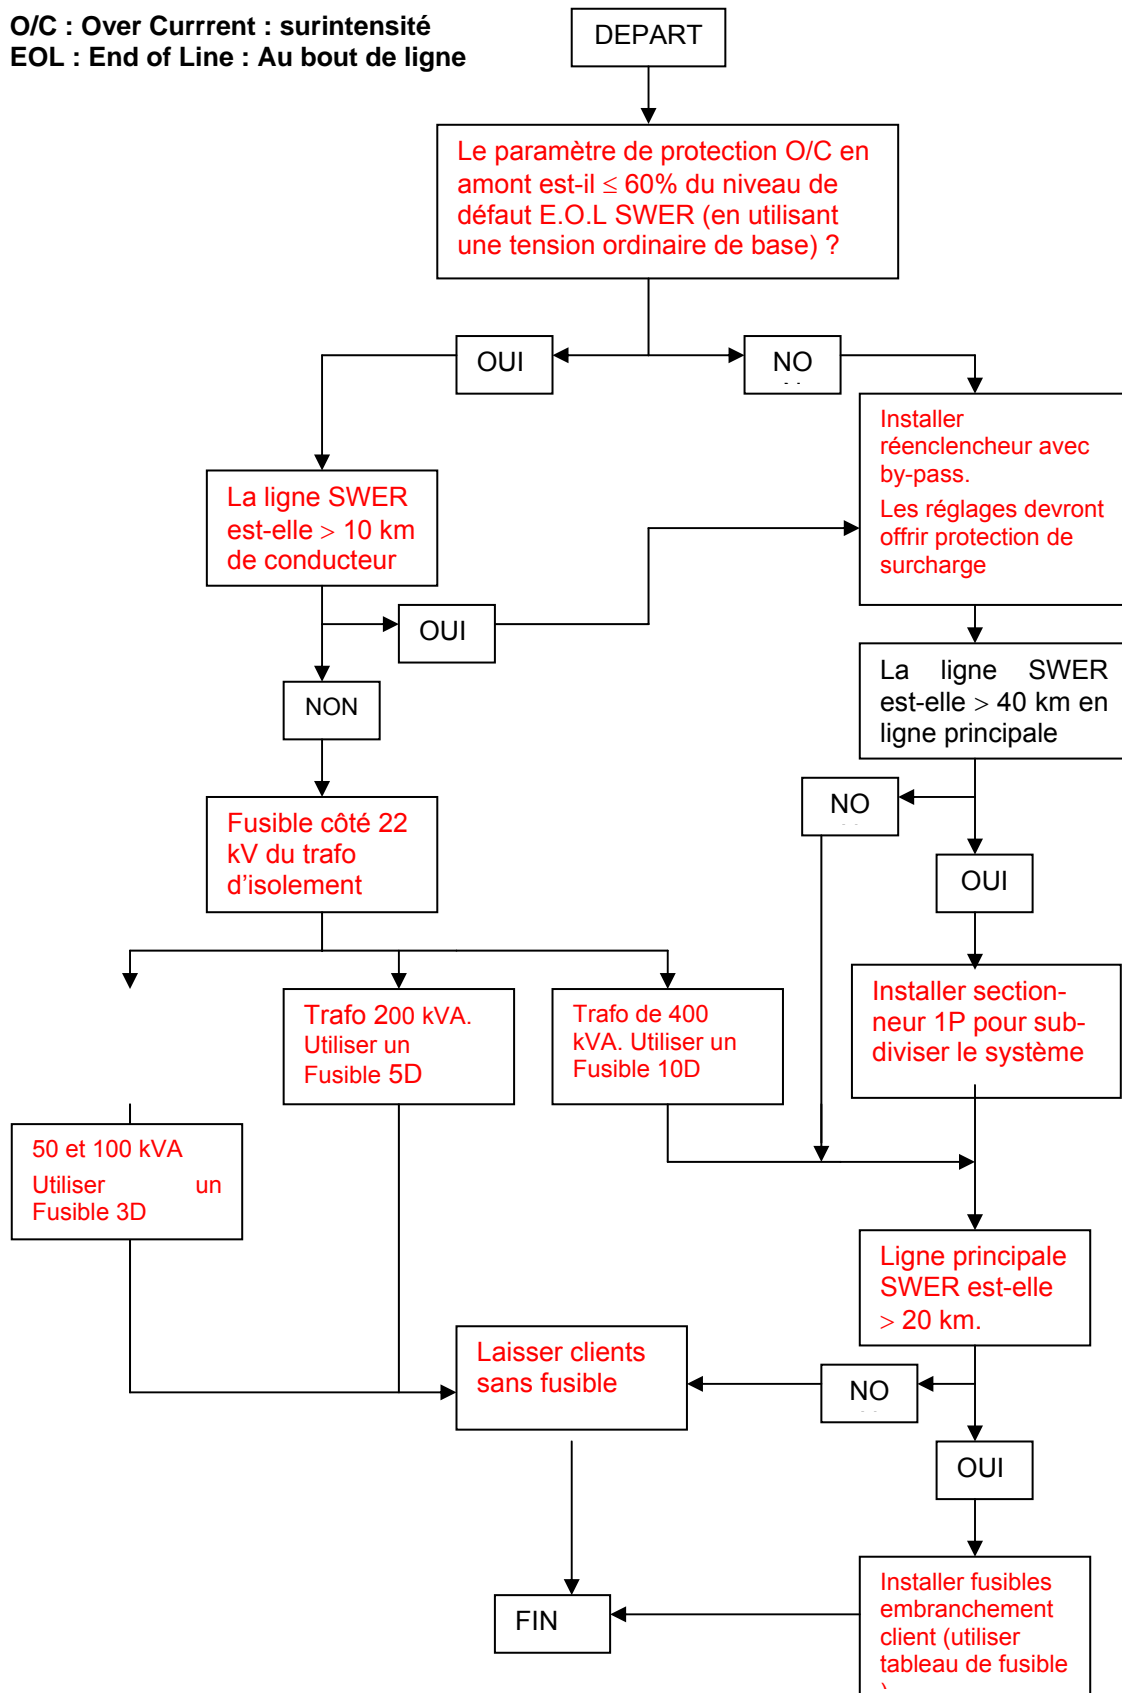 O/C : Over Currrent : surintensité
EOL : End of Line : Au bout de ligne
DEPART
Le paramètre de protection O/C en
amont est-il ≤ 60% du niveau de
défaut E.O.L SWER (en utilisant
une tension ordinaire de base) ?
OUI
NO
Installer
réenclencheur avec
by-pass.
Les réglages devront
offrir protection de
surcharge
La ligne SWER
est-elle > 10 km
de conducteur
OUI
NON
La ligne SWER
est-elle > 40 km en
ligne principale
NO
OUI
Fusible côté 22
kV du trafo
d'isolement
Installer section-
neur 1P pour sub-
diviser le système
Trafo 200 kVA.
Utiliser un
Fusible 5D
Trafo de 400
kVA. Utiliser un
Fusible 10D
50 et 100 kVA
Utiliser un
Fusible 3D
Ligne principale
SWER est-elle
> 20 km.
Laisser clients
sans fusible
NO
OUI
Installer fusibles
embranchement
client (utiliser
tableau de fusible
)
FIN